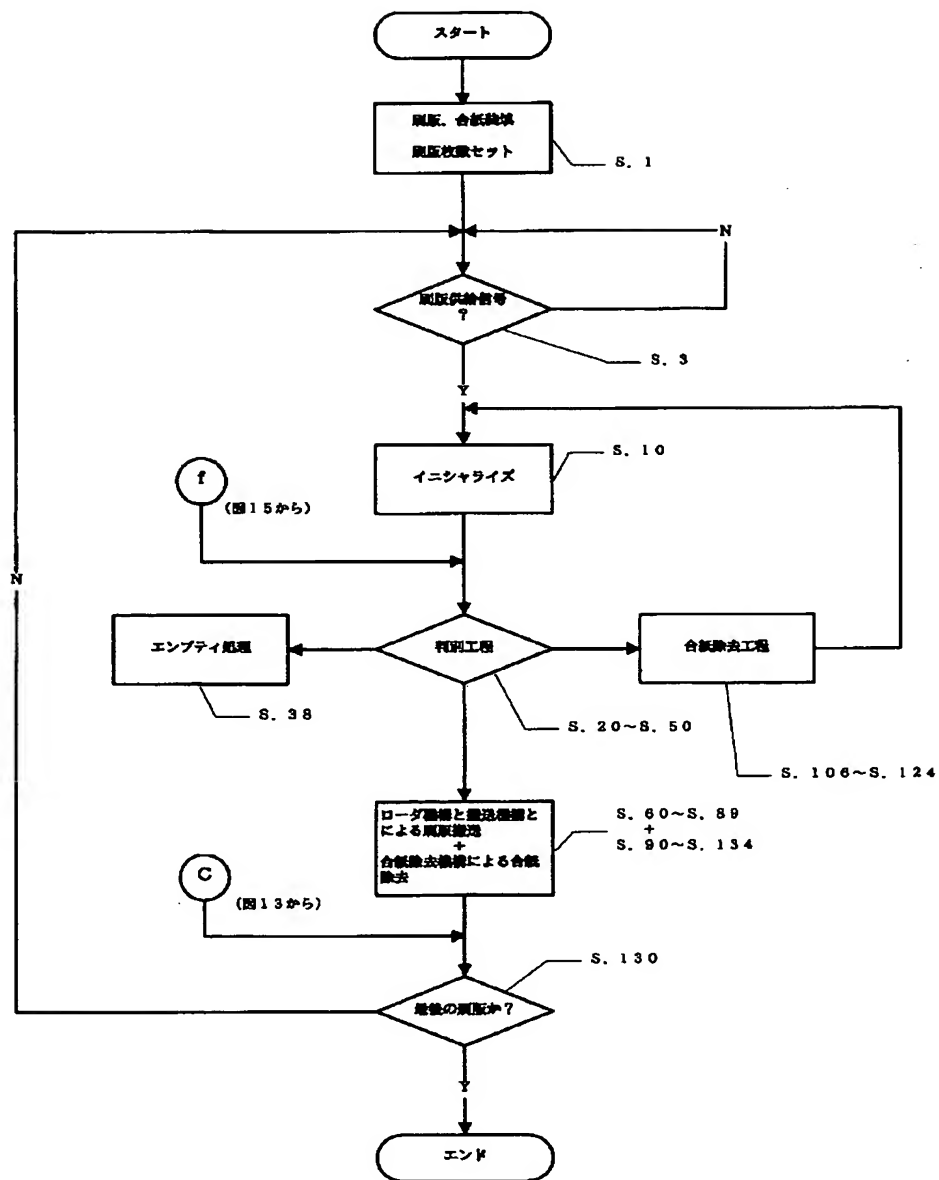 スタート
刷版、合紙装填
刷版枚数セット
S. 1
N
刷版供給信号
?
S. 3
Y
S. 10
イニシャライズ
f
(図15から)
N
エンプティ処理
判別工程
合紙除去工程
S. 38
S. 20~S. 50
S. 106~S. 124
ローダ機構と搬送機構と
による刷版搬送
+
合紙除去機構による合紙
除去
S. 60~S. 89
+
S. 90~S. 134
C
(図13から)
S. 130
最後の刷版か?
Y
エンド